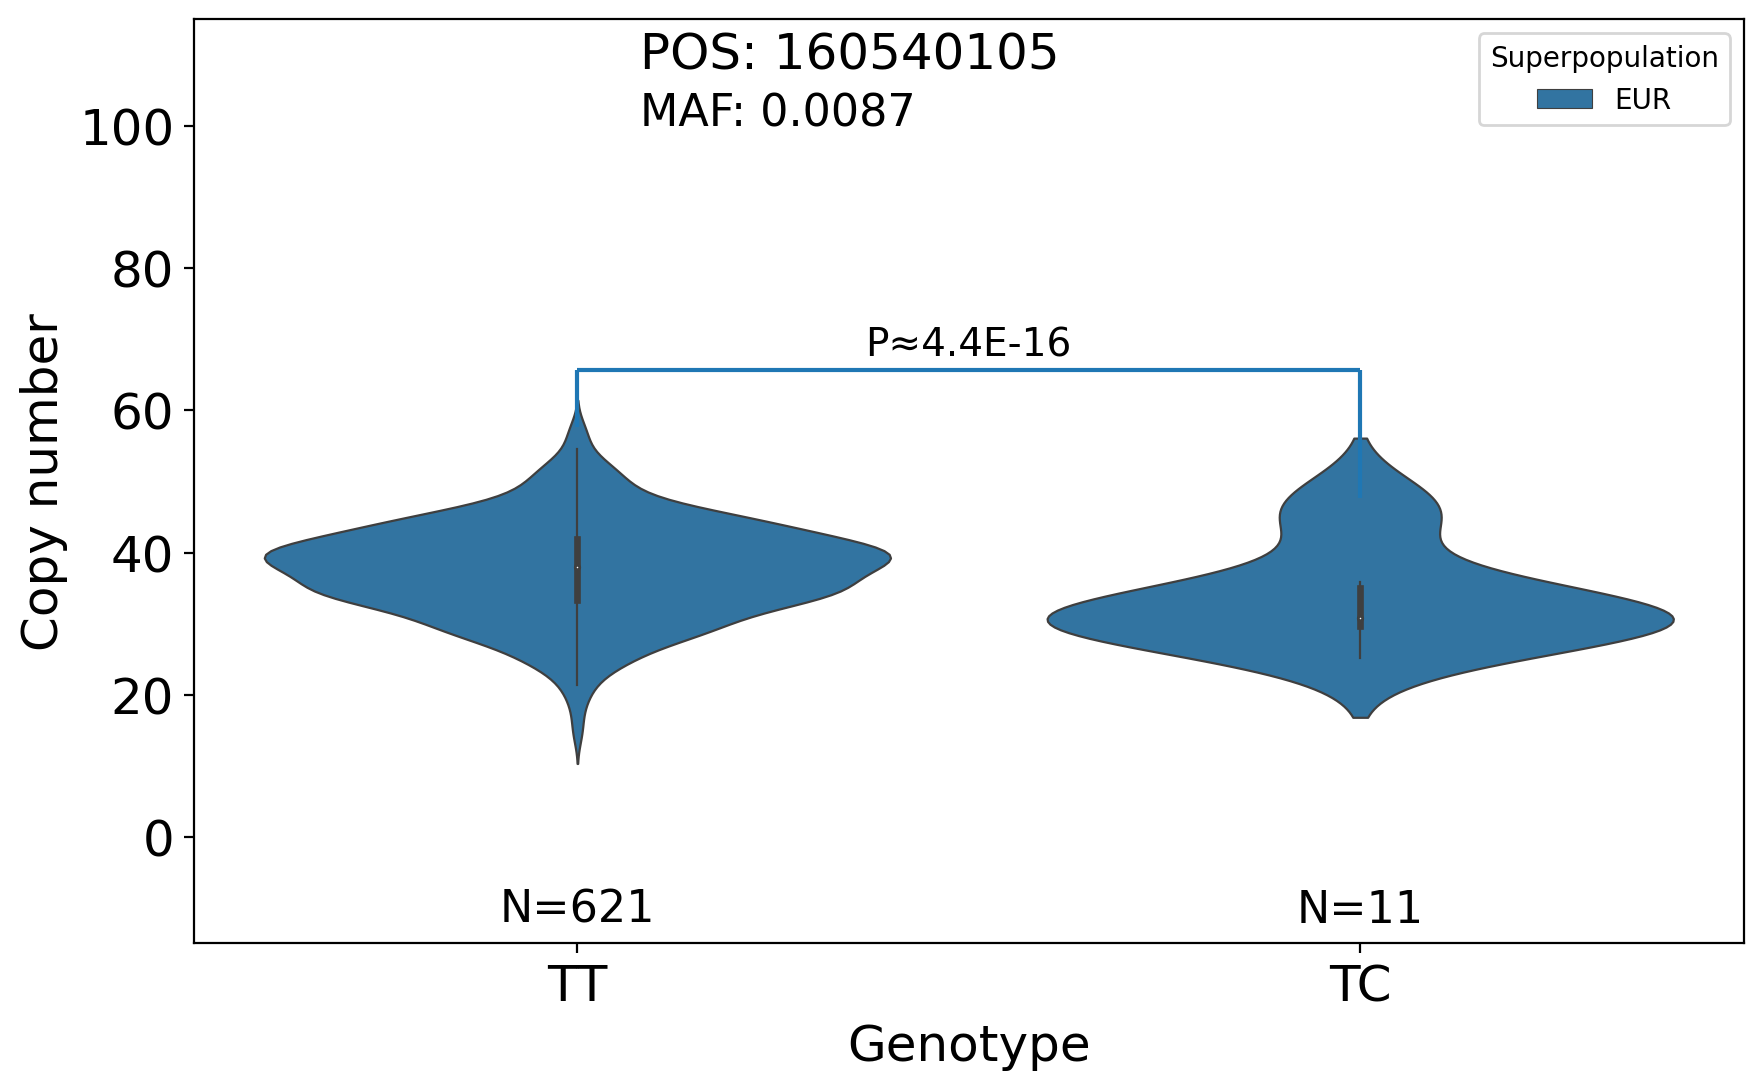 POS: 160540105
MAF: 0.0087
Superpopulation
EUR
100
80
60
40
20
0
Copy number
P≈4.4E-16
N=621
N=11
TT
TC
Genotype